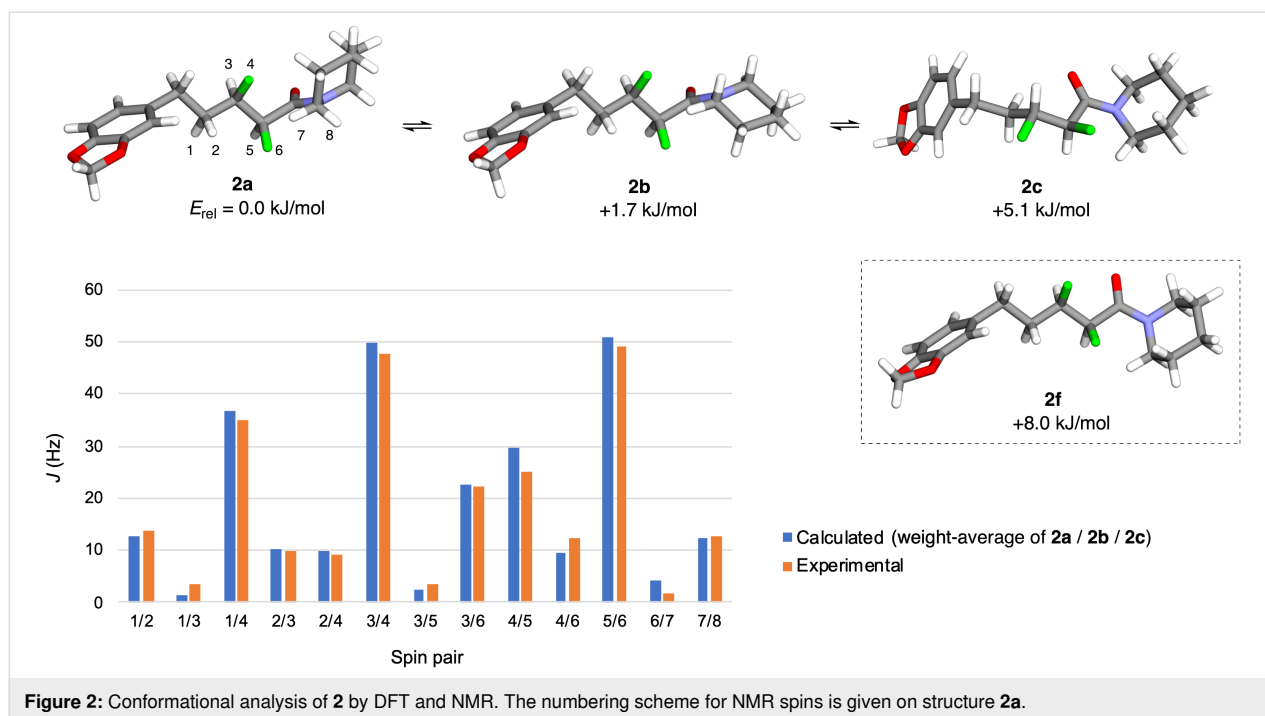 3 4
1 2 5 6 7 8
⇌ ⇌
2a 2b 2c
Erel = 0.0 kJ/mol +1.7 kJ/mol +5.1 kJ/mol
60
50
40
30
20
10
0
J (Hz)
1/2 1/3 1/4 2/3 2/4 3/4 3/5 3/6 4/5 4/6 5/6 6/7 7/8
Spin pair
2f
+8.0 kJ/mol
Calculated (weight-average of 2a / 2b / 2c)
Experimental
Figure 2: Conformational analysis of 2 by DFT and NMR. The numbering scheme for NMR spins is given on structure 2a.